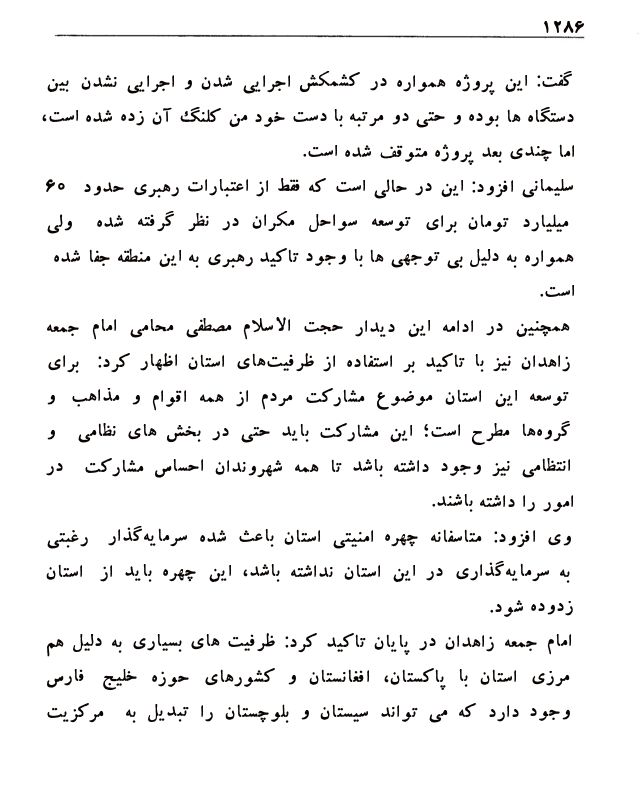 ۱۲۸۶
گفت: این پروژه همواره در کشمکش اجرایی شدن و اجرایی نشدن بین
دستگاه ها بوده و حتی دو مرتبه با دست خود من کلنگ آن زده شده است،
اما چندی بعد پروژه متوقف شده است.
سلیمانی افزود: این در حالی است که فقط از اعتبارات رهبری حدود ۶۰
میلیارد تومان برای توسعه سواحل مکران در نظر گرفته شده ولی
همواره به دلیل بی توجهی ها با وجود تاکید رهبری به این منطقه جفا شده
است.
همچنین در ادامه این دیدار حجت الاسلام مصطفی محامی امام جمعه
زاهدان نیز با تاکید بر استفاده از ظرفیت‌های استان اظهار کرد: برای
توسعه این استان موضوع مشارکت مردم از همه اقوام و مذاهب و
گروه‌ها مطرح است؛ این مشارکت باید حتی در بخش های نظامی و
انتظامی نیز وجود داشته باشد تا همه شهروندان احساس مشارکت در
امور را داشته باشند.
وی افزود: متاسفانه چهره امنیتی استان باعث شده سرمایه‌گذار رغبتی
به سرمایه‌گذاری در این استان نداشته باشد، این چهره باید از استان
زدوده شود.
امام جمعه زاهدان در پایان تاکید کرد: ظرفیت های بسیاری به دلیل هم
مرزی استان با پاکستان، افغانستان و کشورهای حوزه خلیج فارس
وجود دارد که می تواند سیستان و بلوچستان را تبدیل به مرکزیت